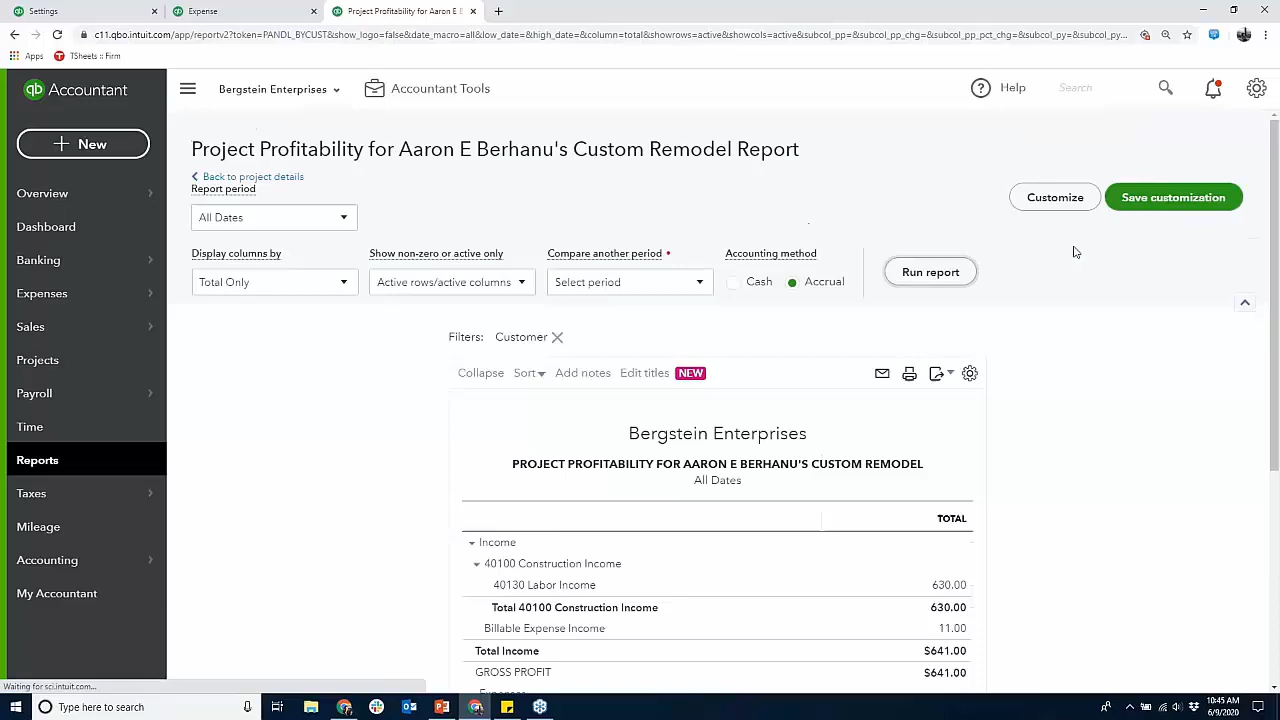 Settings
Expense
Project Profitability for Aaron E B
c11.qbo.intuit.com/app/reportv2?token=PANDL_BYCUST&show_logo=false&date_macro=all&low_date=&high_date=&column=total&showrows=active&showcols=active&subcol_pp=&subcol_pp_chg=&subcol_pp_pct_chg=&subcol_py=&subcol_py...
Apps TSheets :: Firm
qb Accountant
Bergstein Enterprises
Accountant Tools
Help
Search
+ New
Overview
Dashboard
Banking
Expenses
Sales
Projects
Payroll
Time
Reports
Taxes
Mileage
Accounting
My Accountant
Project Profitability for Aaron E Berhanu's Custom Remodel Report
Back to project details
Report period
All Dates
Customize
Save customization
Display columns by
Show non-zero or active only
Compare another period
Accounting method
Total Only
Active rows/active columns
Select period
Cash
Accrual
Run report
Filters: Customer
Collapse Sort Add notes Edit titles NEW
Bergstein Enterprises
PROJECT PROFITABILITY FOR AARON E BERHANU'S CUSTOM REMODEL
All Dates
TOTAL
Income
40100 Construction Income
40130 Labor Income 630.00
Total 40100 Construction Income 630.00
Billable Expense Income 11.00
Total Income $641.00
GROSS PROFIT $641.00
Expenses
Waiting for sci.intuit.com...
Type here to search
10:45 AM
6/9/2020